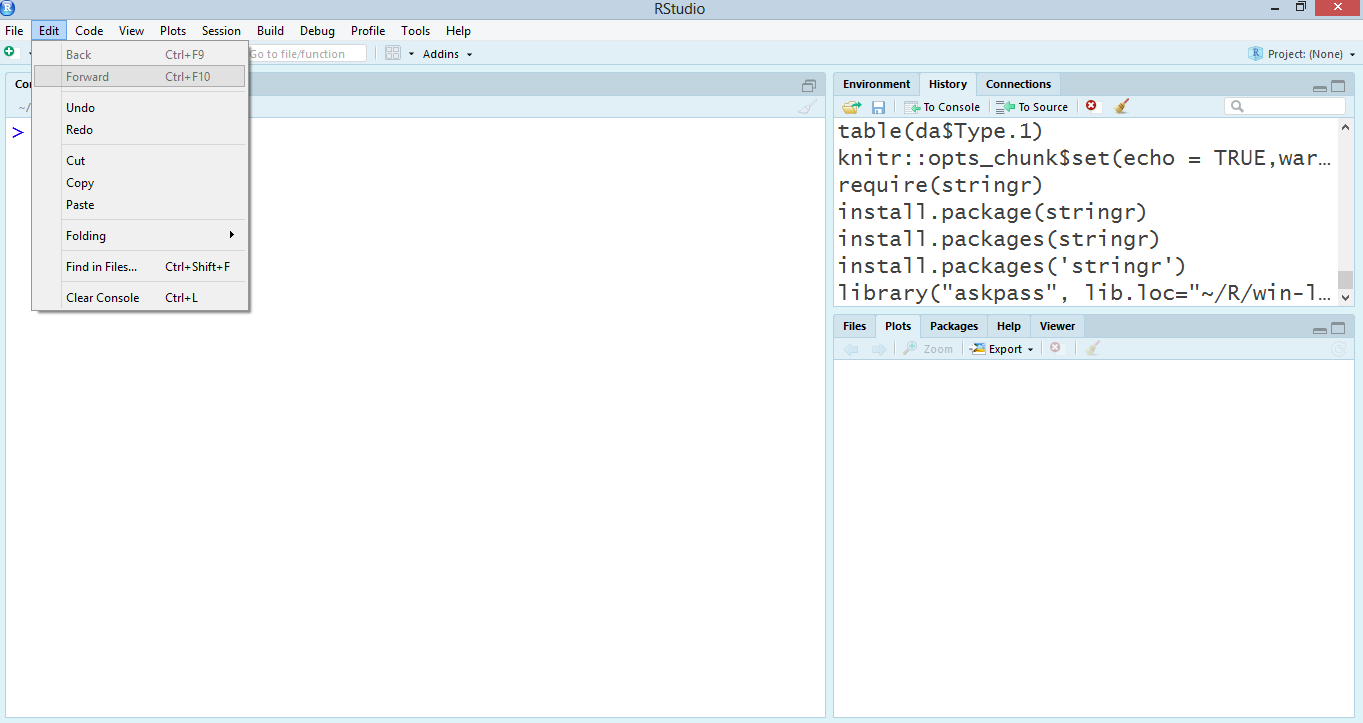 RStudio
File Edit Code View Plots Session Build Debug Profile Tools Help
Go to file/function Addins Project: (None)
Back Ctrl+F9
Forward Ctrl+F10
Undo
Redo
Cut
Copy
Paste
Folding
Find in Files... Ctrl+Shift+F
Clear Console Ctrl+L
~/
>
Environment History Connections
To Console To Source
table(da$Type.1)
knitr::opts_chunk$set(echo = TRUE,war…
require(stringr)
install.package(stringr)
install.packages(stringr)
install.packages('stringr')
library("askpass", lib.loc="~/R/win-l…
Files Plots Packages Help Viewer
Zoom Export